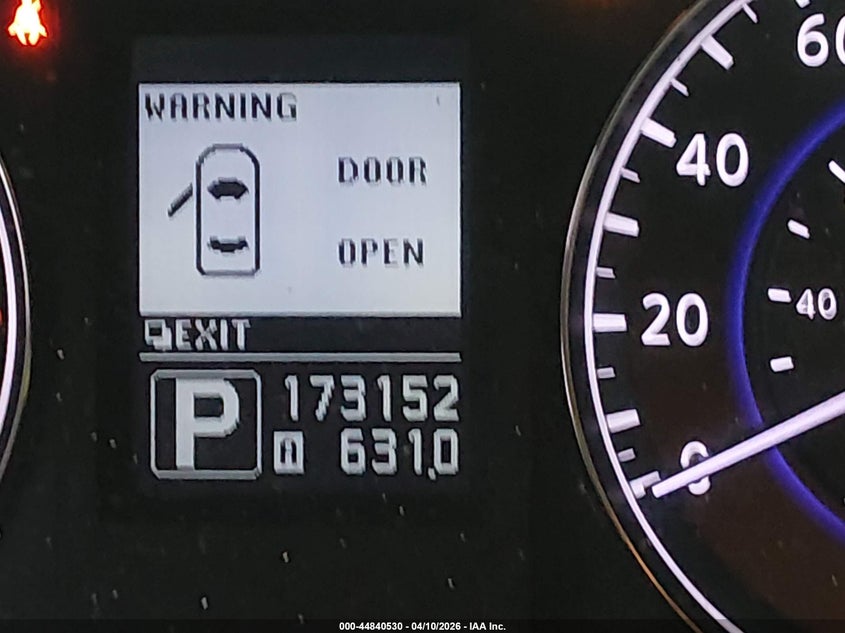 WARNING
DOOR
OPEN
EXIT
P
173152
A 631.0
60
40
20
0
40
000-44840530 - 04/10/2026 - IAA Inc.